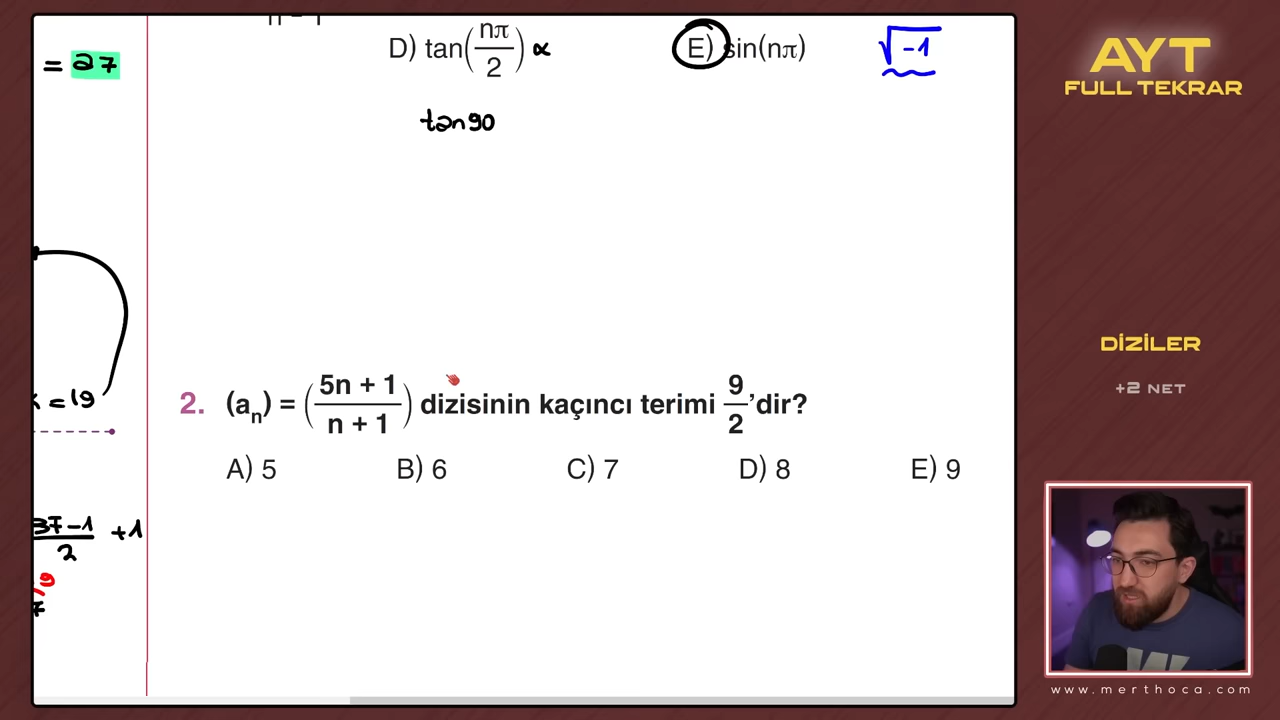 = 27
D) tan(nπ/2) α
E) sin(nπ)
√-1
tan90
= 19
2. (aₙ) = (5n + 1 / n + 1) dizisinin kaçıncı terimi 9/2'dir?
A) 5 B) 6 C) 7 D) 8 E) 9
37-1/2 +1
19
AYT
FULL TEKRAR
DİZİLER
+2 NET
www.merthoca.com